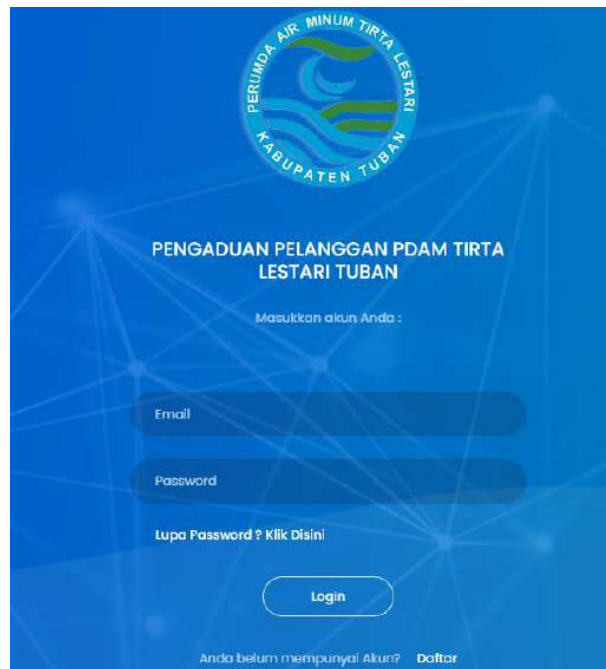 PERUMDA AIR MINUM TIRTA LESTARI
KABUPATEN TUBAN
PENGADUAN PELANGGAN PDAM TIRTA
LESTARI TUBAN
Masukkan akun Anda :
Email
Password
Lupa Password ? Klik Disini
Login
Anda belum mempunyai Akun? Daftar